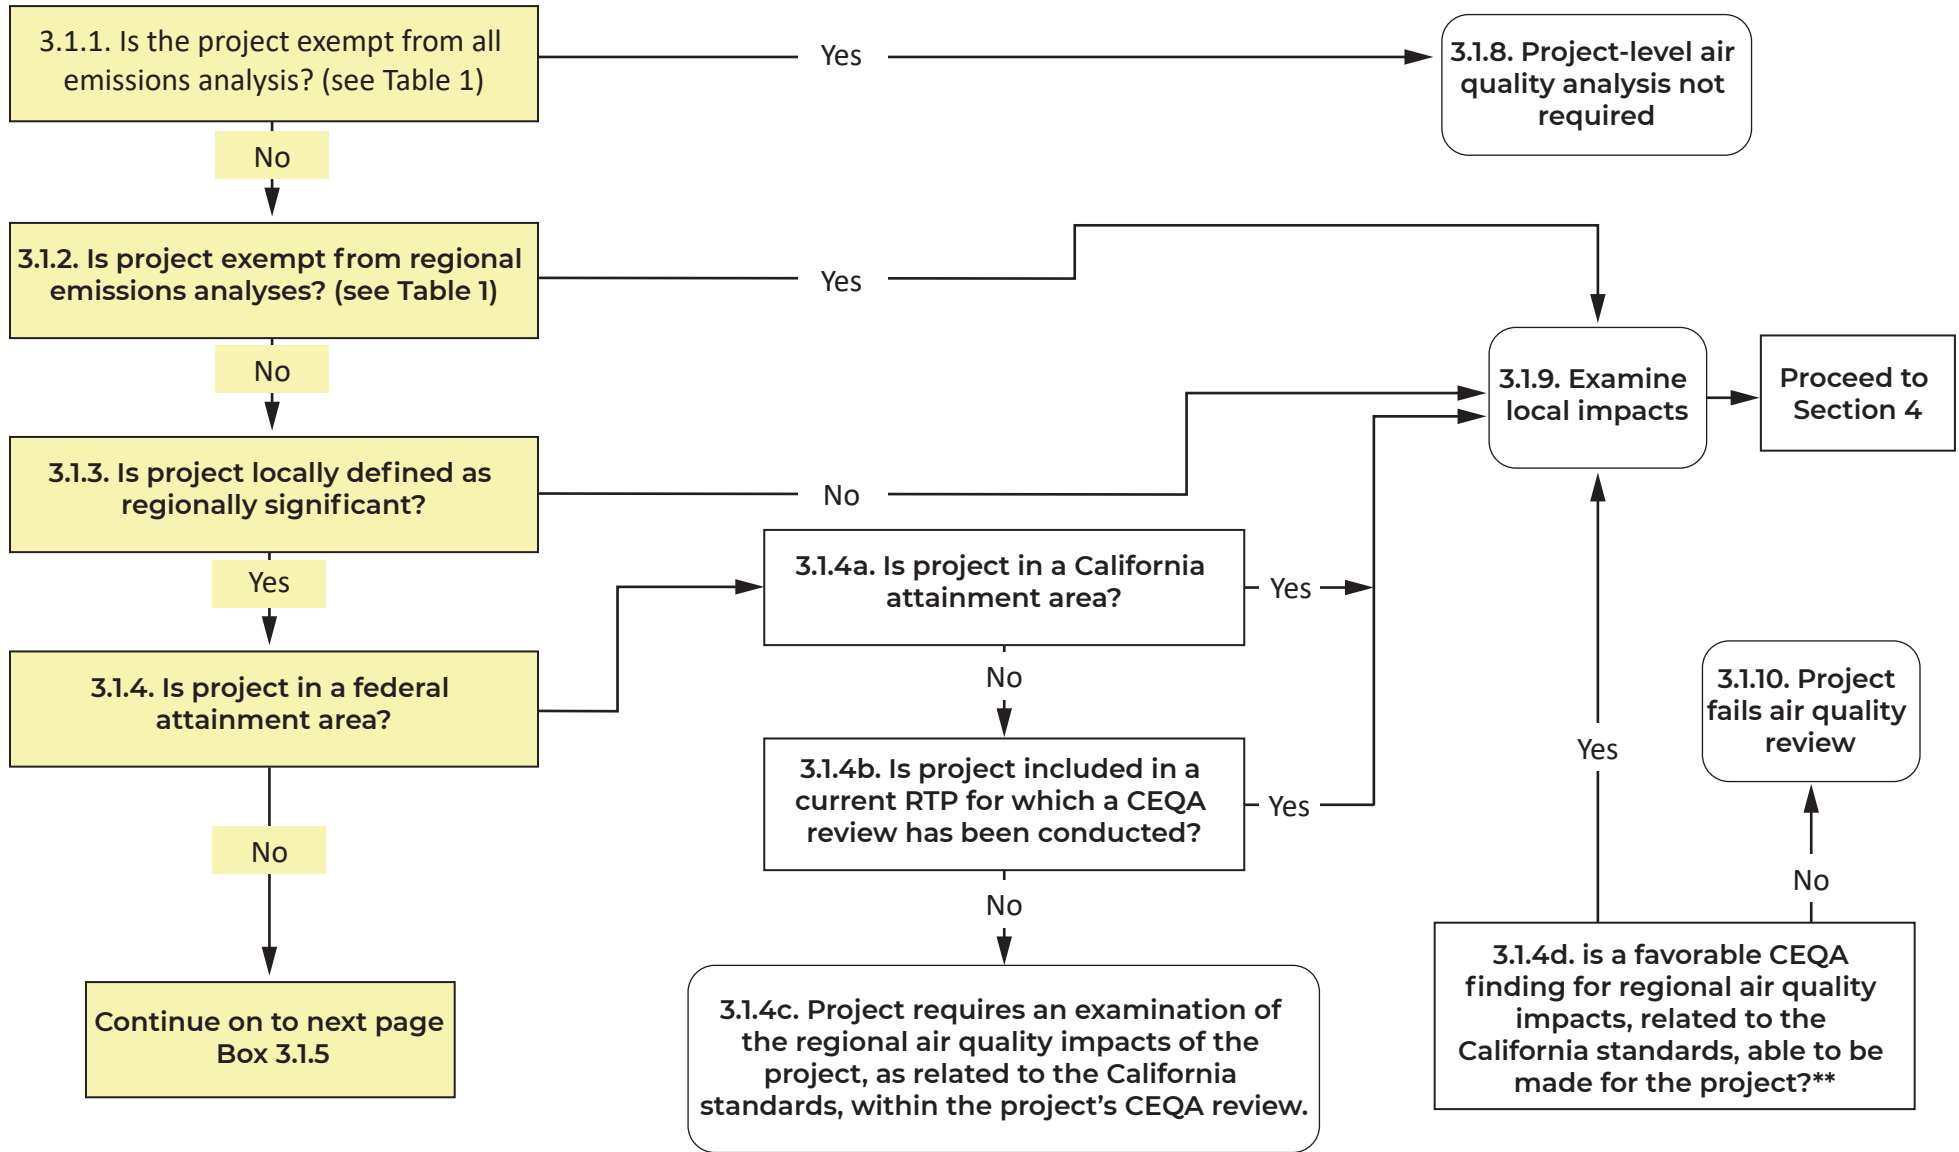 3.1.1. Is the project exempt from all
emissions analysis? (see Table 1)
Yes
3.1.8. Project-level air
quality analysis not
required
No
3.1.2. Is project exempt from regional
emissions analyses? (see Table 1)
Yes
No
3.1.9. Examine
local impacts
Proceed to
Section 4
3.1.3. Is project locally defined as
regionally significant?
No
Yes
3.1.4a. Is project in a California
attainment area?
Yes
No
3.1.4. Is project in a federal
attainment area?
3.1.10. Project
fails air quality
review
Yes
3.1.4b. Is project included in a
current RTP for which a CEQA
review has been conducted?
Yes
No
No
No
3.1.4d. is a favorable CEQA
finding for regional air quality
impacts, related to the
California standards, able to be
made for the project?**
Continue on to next page
Box 3.1.5
3.1.4c. Project requires an examination of
the regional air quality impacts of the
project, as related to the California
standards, within the project’s CEQA review.